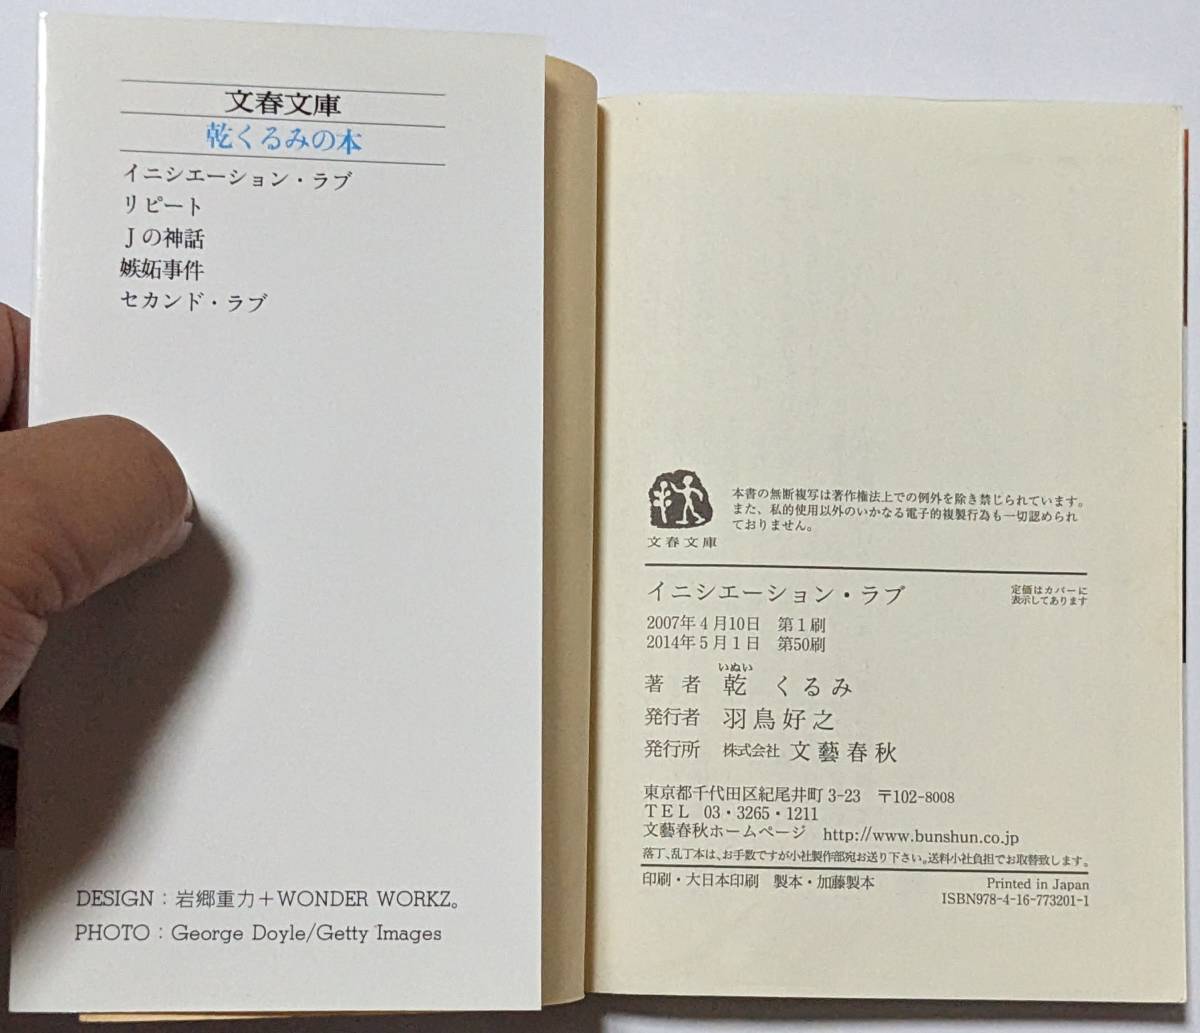 文春文庫
乾くるみの本
イニシエーション・ラブ
リピート
Jの神話
嫉妬事件
セカンド・ラブ
DESIGN：岩郷重力＋WONDER WORKZ。
PHOTO：George Doyle/Getty Images
文春文庫
本書の無断複写は著作権法上での例外を除き禁じられています。
また、私的使用以外のいかなる電子的複製行為も一切認められ
ておりません。
イニシエーション・ラブ
定価はカバーに
表示してあります
2007年4月10日　第1刷
2014年5月1日　第50刷
いぬい
著　者　乾　くるみ
発行者　羽鳥好之
発行所　株式会社 文藝春秋
東京都千代田区紀尾井町 3-23　〒102-8008
ＴＥＬ　03・3265・1211
文藝春秋ホームページ　http://www.bunshun.co.jp
落丁、乱丁本は、お手数ですが小社製作部宛お送り下さい。送料小社負担でお取替致します。
印刷・大日本印刷　製本・加藤製本
Printed in Japan
ISBN978-4-16-773201-1